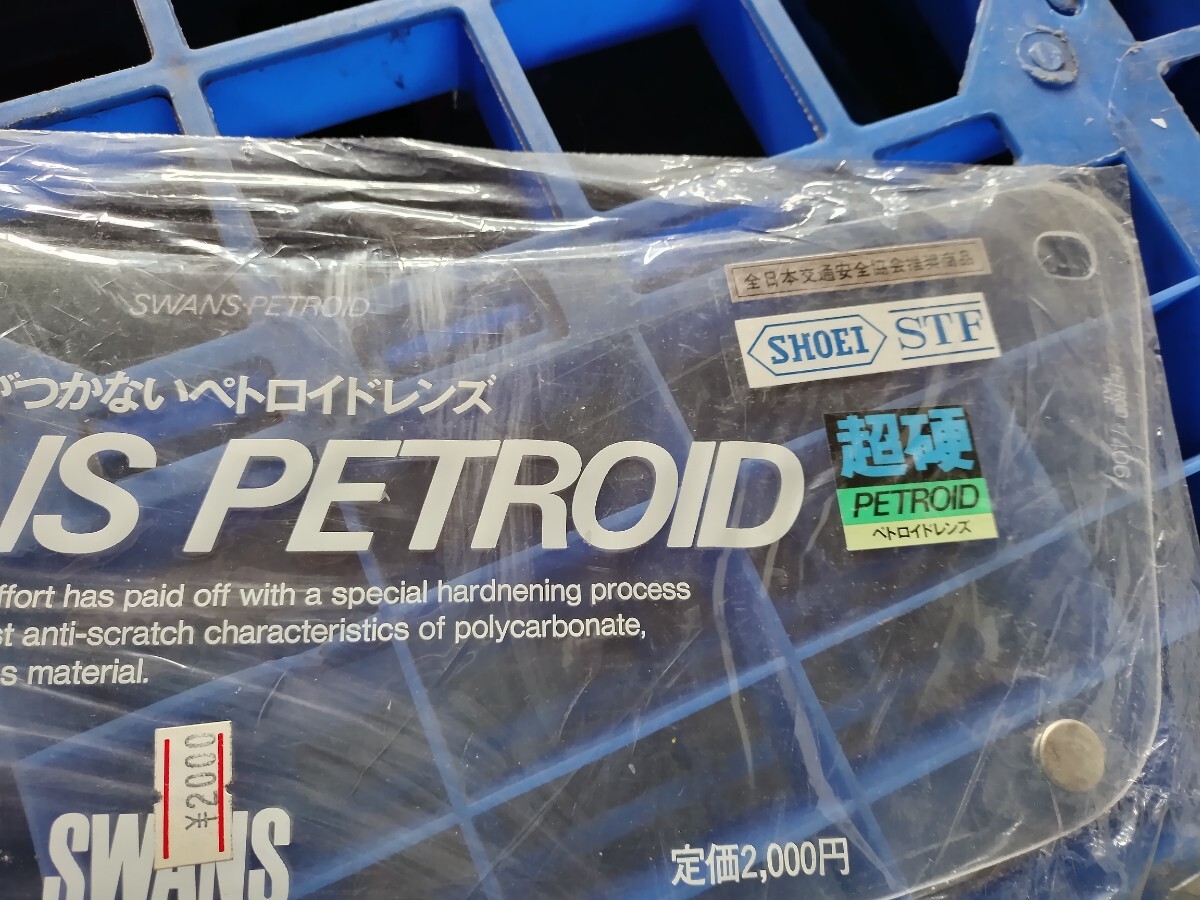 全日本交通安全協会推奨商品
SWANS·PETROID
SHOEI STF
がつかないペトロイドレンズ
超硬
IS PETROID
PETROID
ペトロイドレンズ
ffort has paid off with a special hardnening process
st anti-scratch characteristics of polycarbonate,
s material.
¥2000
SWANS
定価2,000円